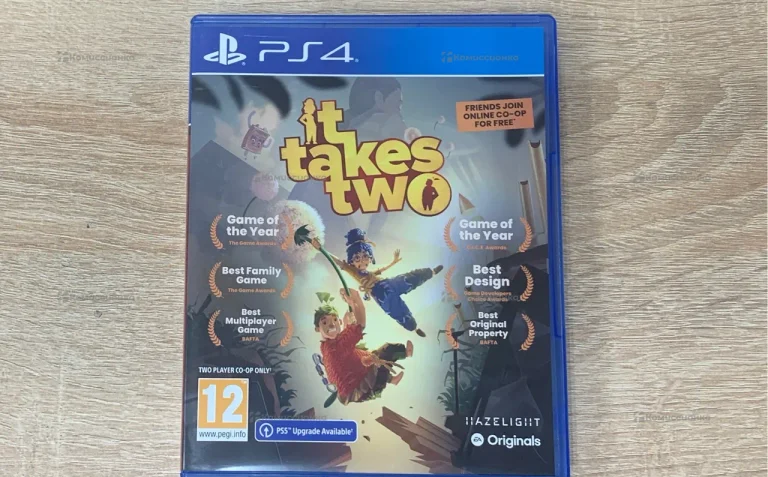 PS4
FRIENDS JOIN
ONLINE CO-OP
FOR FREE
it
takes
two
Game of
the Year
The Game Awards
Game of
the Year
D.I.C.E. Awards
Best Family
Game
The Game Awards
Best
Design
Game Developers
Choice Awards
Best
Multiplayer
Game
BAFTA
Best
Original
Property
BAFTA
TWO PLAYER CO-OP ONLY
12
www.pegi.info
PS5™ Upgrade Available
HAZELIGHT
EA Originals